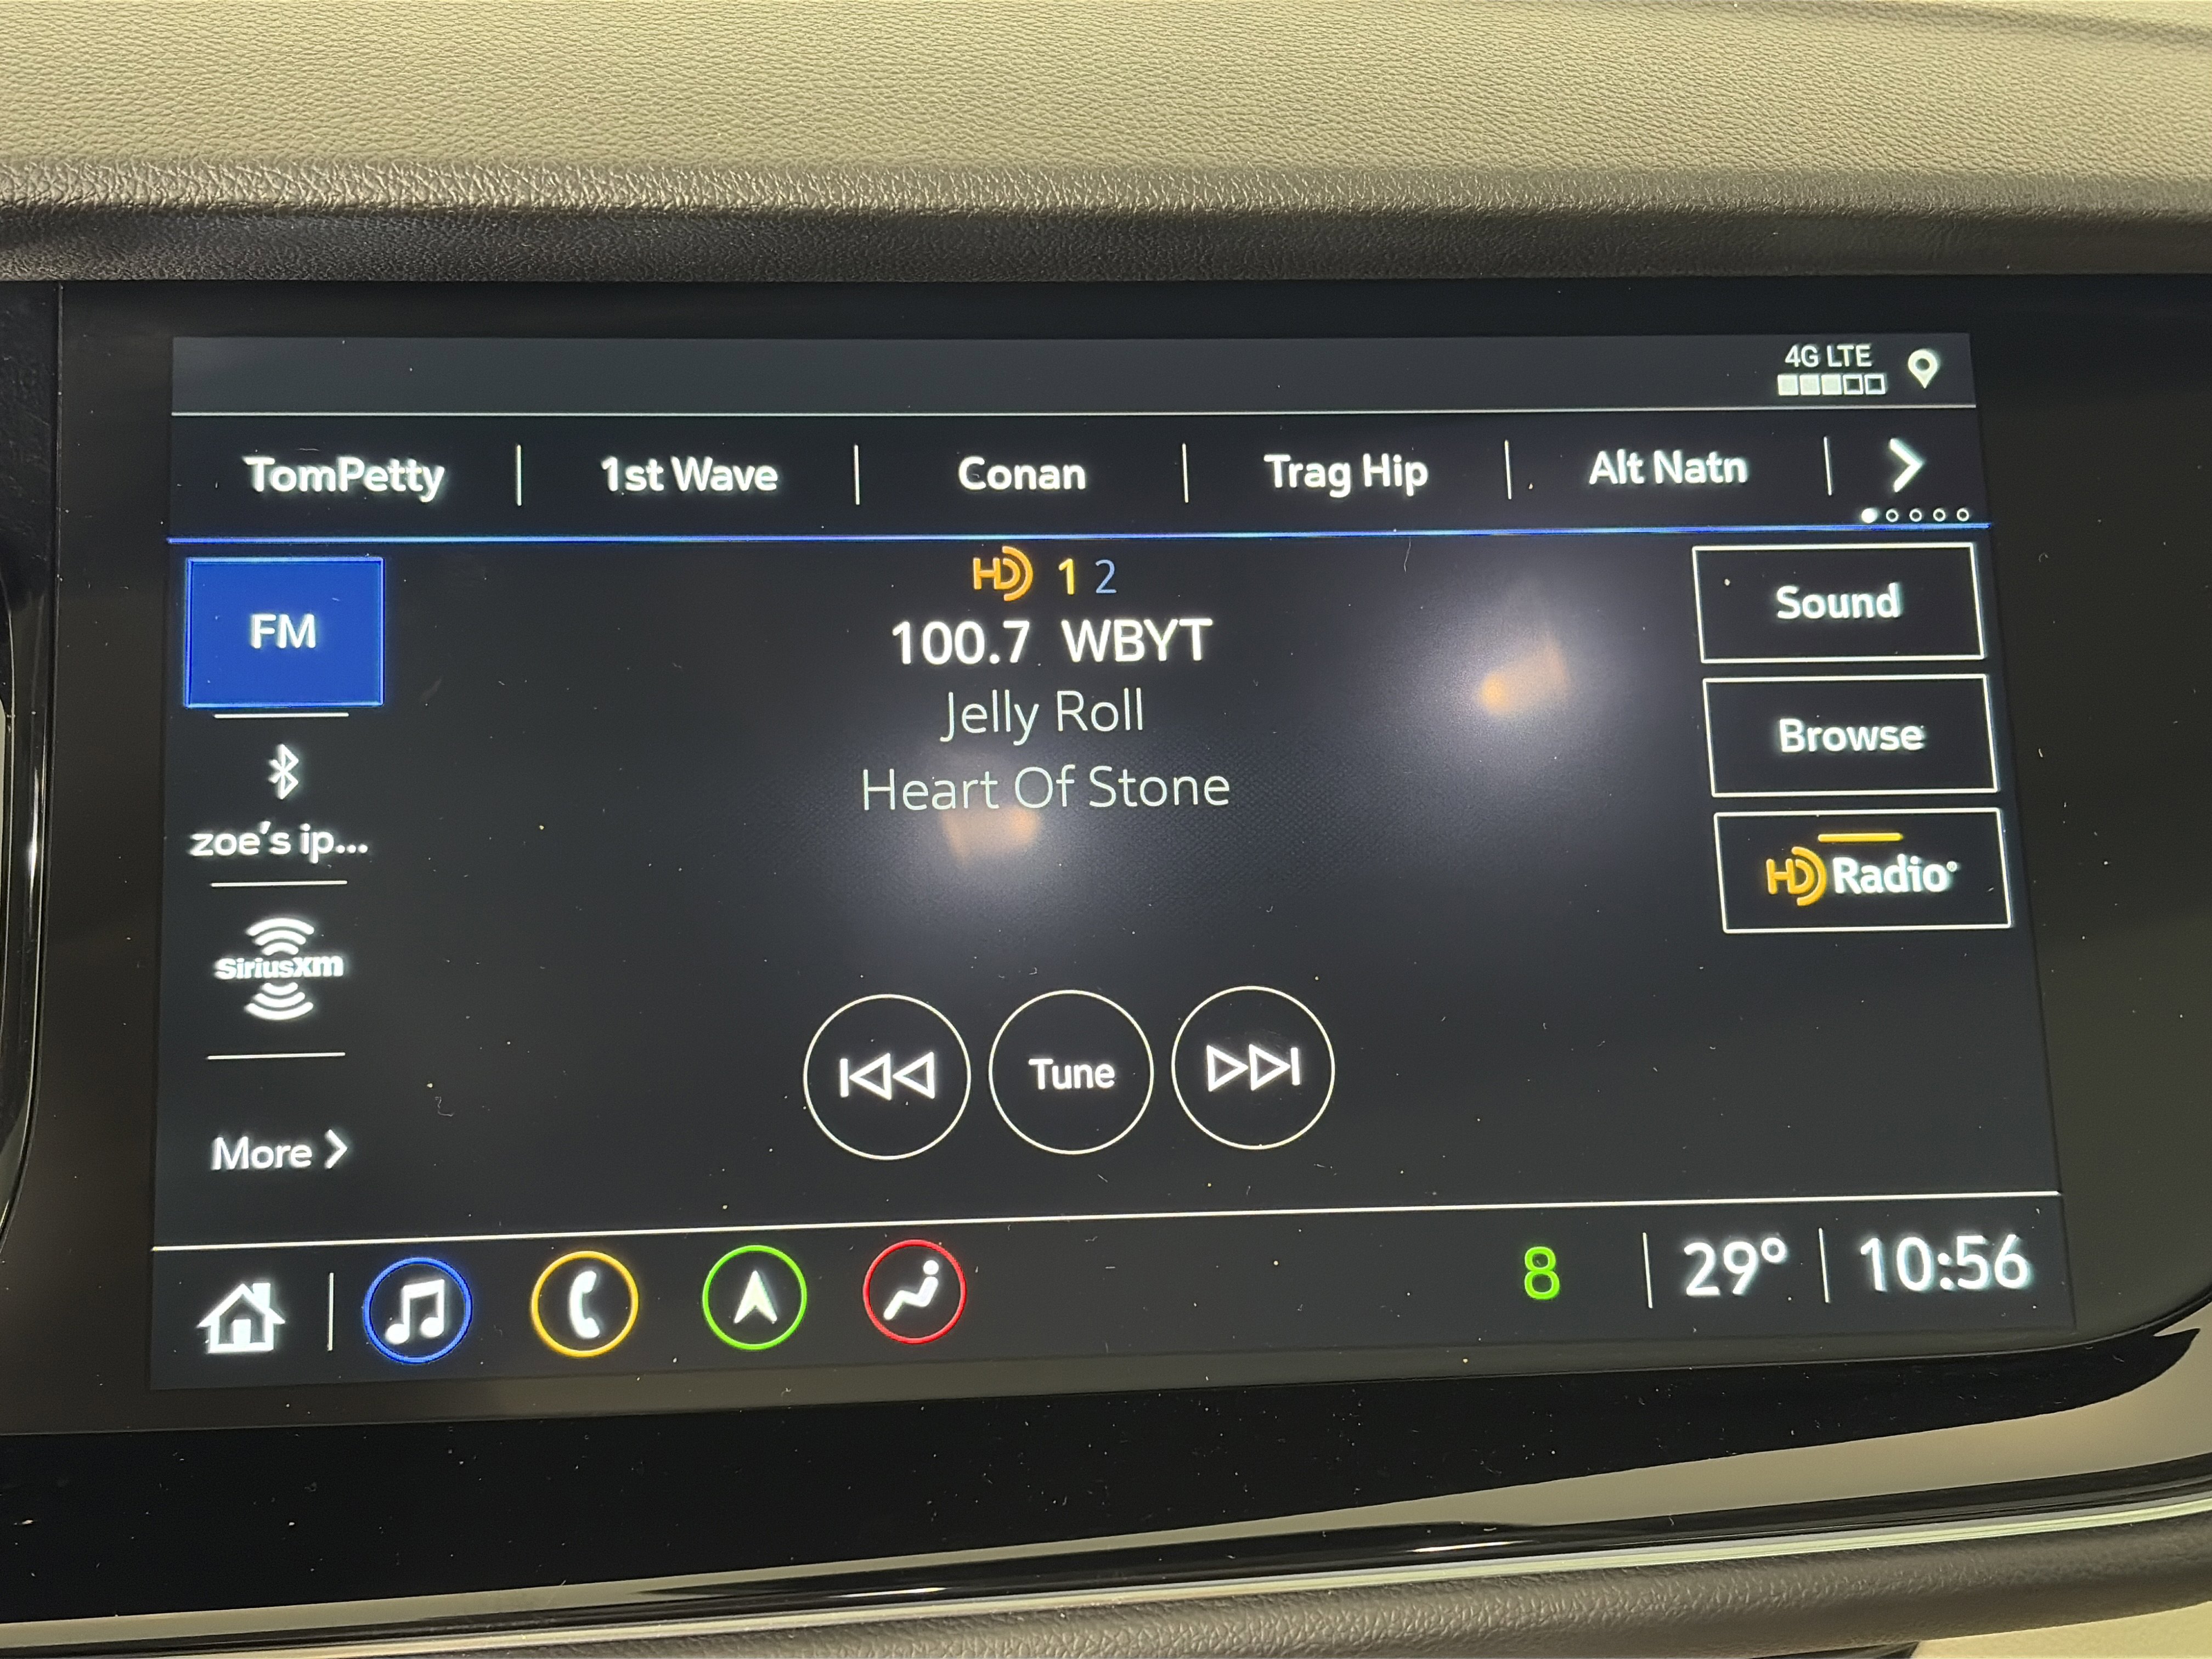 4G LTE
TomPetty 1st Wave Conan Trag Hip Alt Natn
HD 1 2
FM
100.7 WBYT
Jelly Roll
Heart Of Stone
Sound
Browse
HD Radio®
zoe's ip...
SiriusXM
Tune
More >
8 29° 10:56